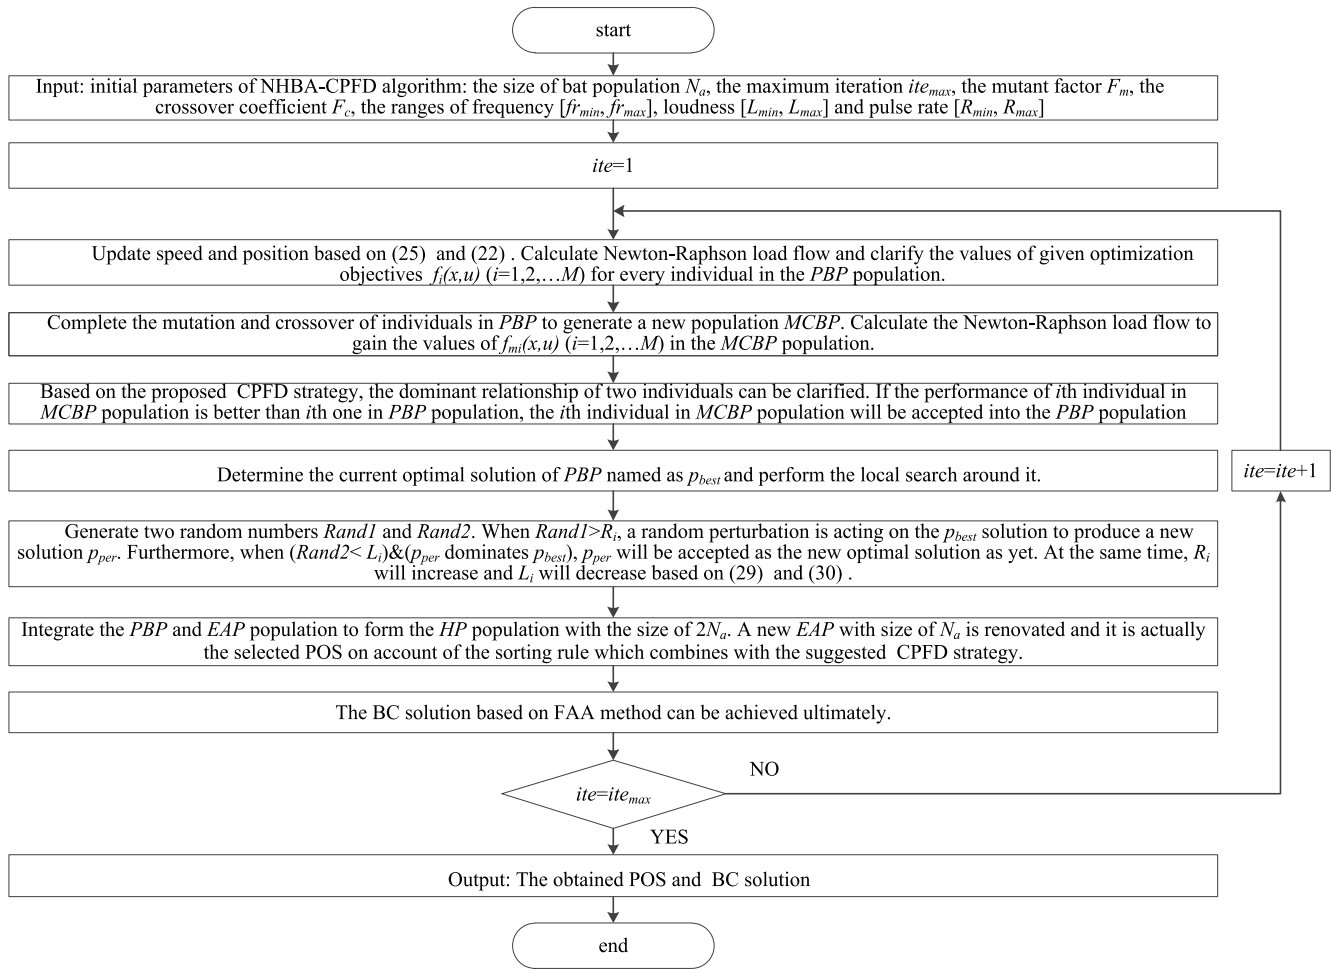 start
Input: initial parameters of NHBA-CPFD algorithm: the size of bat population Na, the maximum iteration itemax, the mutant factor Fm, the
crossover coefficient Fc, the ranges of frequency [frmin, frmax], loudness [Lmin, Lmax] and pulse rate [Rmin, Rmax]
ite=1
Update speed and position based on (25) and (22) . Calculate Newton-Raphson load flow and clarify the values of given optimization
objectives fi(x,u) (i=1,2,…M) for every individual in the PBP population.
Complete the mutation and crossover of individuals in PBP to generate a new population MCBP. Calculate the Newton-Raphson load flow to
gain the values of fmi(x,u) (i=1,2,…M) in the MCBP population.
Based on the proposed CPFD strategy, the dominant relationship of two individuals can be clarified. If the performance of ith individual in
MCBP population is better than ith one in PBP population, the ith individual in MCBP population will be accepted into the PBP population
Determine the current optimal solution of PBP named as pbest and perform the local search around it.
ite=ite+1
Generate two random numbers Rand1 and Rand2. When Rand1>Ri, a random perturbation is acting on the pbest solution to produce a new
solution pper. Furthermore, when (Rand2< Li)&(pper dominates pbest), pper will be accepted as the new optimal solution as yet. At the same time, Ri
will increase and Li will decrease based on (29) and (30) .
Integrate the PBP and EAP population to form the HP population with the size of 2Na. A new EAP with size of Na is renovated and it is actually
the selected POS on account of the sorting rule which combines with the suggested CPFD strategy.
The BC solution based on FAA method can be achieved ultimately.
NO
ite=itemax
YES
Output: The obtained POS and BC solution
end